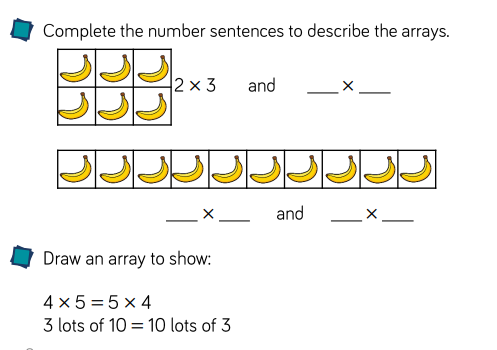 Complete the number sentences to describe the arrays.
2 × 3 and ___ × ___
___ × ___ and ___ × ___
Draw an array to show:
4 × 5 = 5 × 4
3 lots of 10 = 10 lots of 3